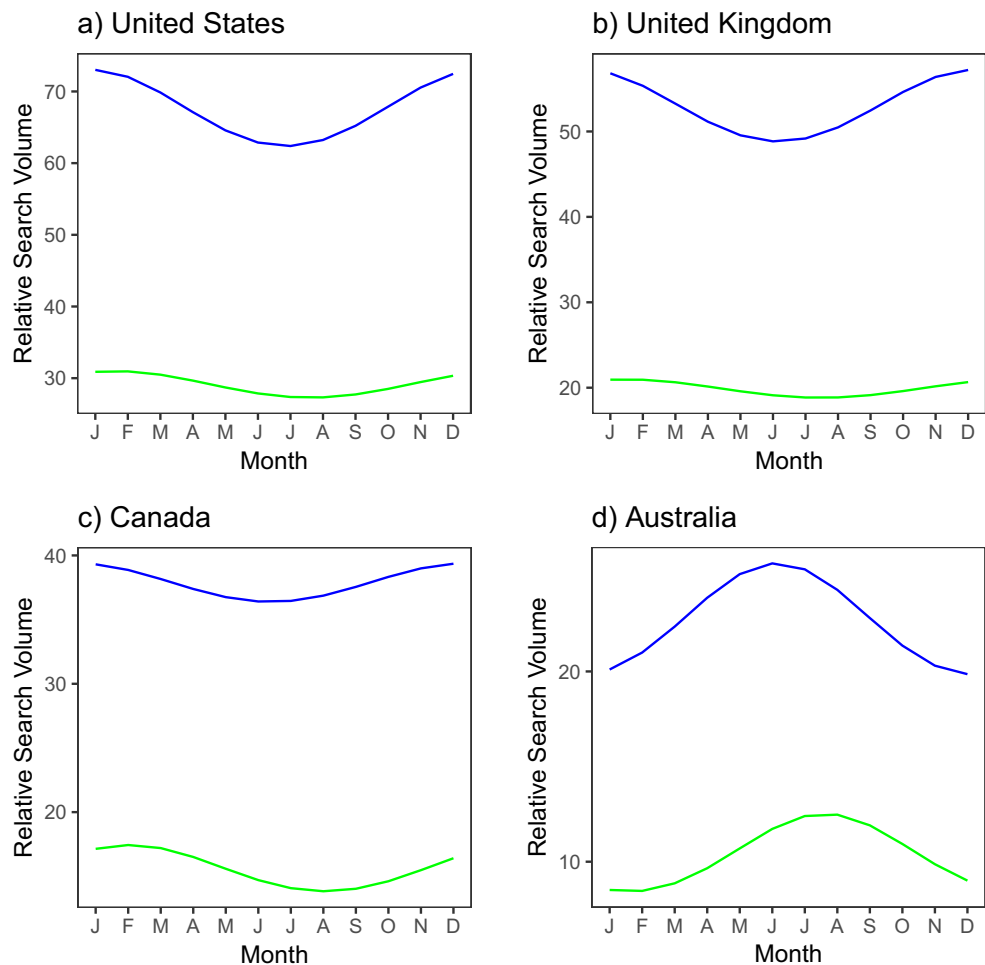 a) United States
70
60
50
40
30
Relative Search Volume
J F M A M J J A S O N D
Month
b) United Kingdom
50
40
30
20
Relative Search Volume
J F M A M J J A S O N D
Month
c) Canada
40
30
20
Relative Search Volume
J F M A M J J A S O N D
Month
d) Australia
20
10
Relative Search Volume
J F M A M J J A S O N D
Month